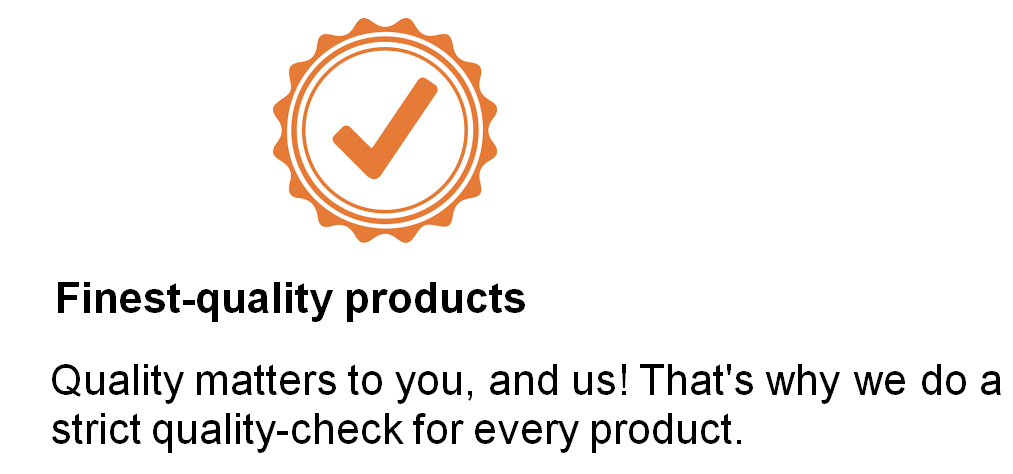 Finest-quality products
Quality matters to you, and us! That's why we do a
strict quality-check for every product.